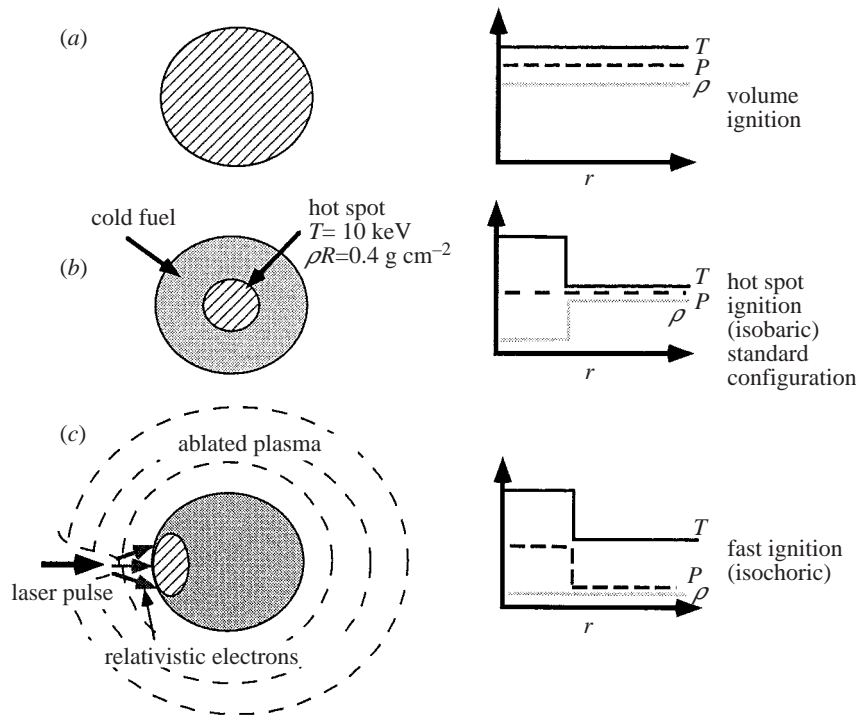 (a)
T
P
ρ
volume
ignition
r
cold fuel
hot spot
T= 10 keV
ρR=0.4 g cm–2
(b)
T
P
ρ
hot spot
ignition
(isobaric)
standard
configuration
r
(c)
ablated plasma
laser pulse
relativistic electrons
T
P
ρ
fast ignition
(isochoric)
r